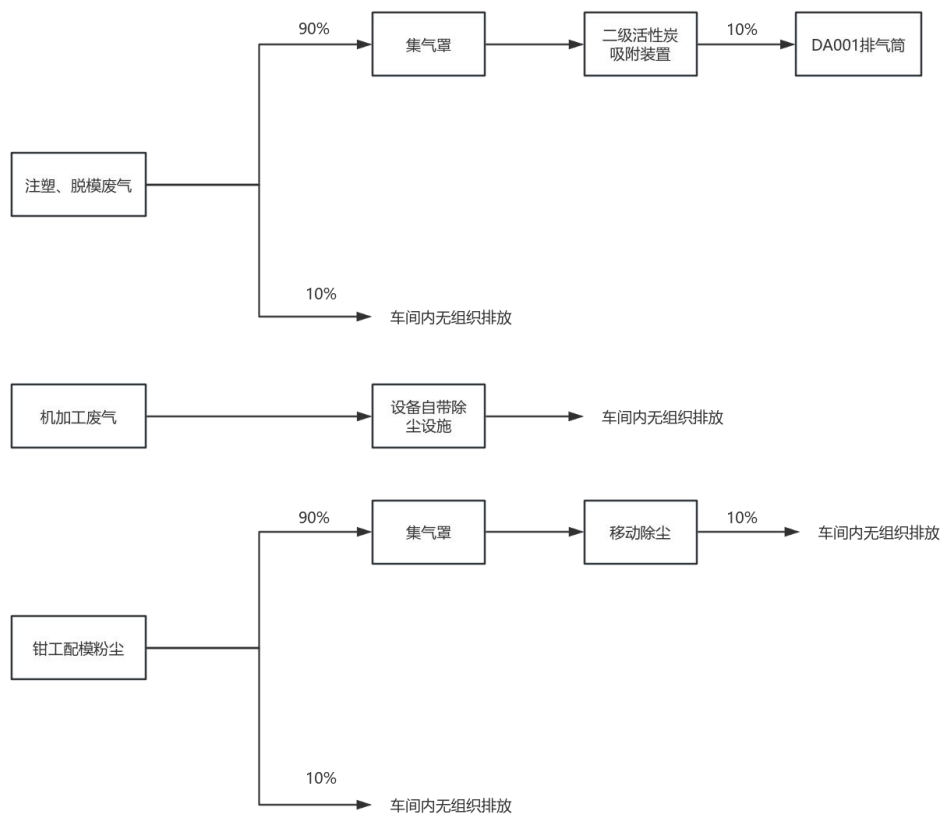 90%
集气罩
二级活性炭
吸附装置
10%
DA001排气筒
注塑、脱模废气
10%
车间内无组织排放
机加工废气
设备自带除
尘设施
车间内无组织排放
90%
集气罩
移动除尘
10%
车间内无组织排放
钳工配模粉尘
10%
车间内无组织排放